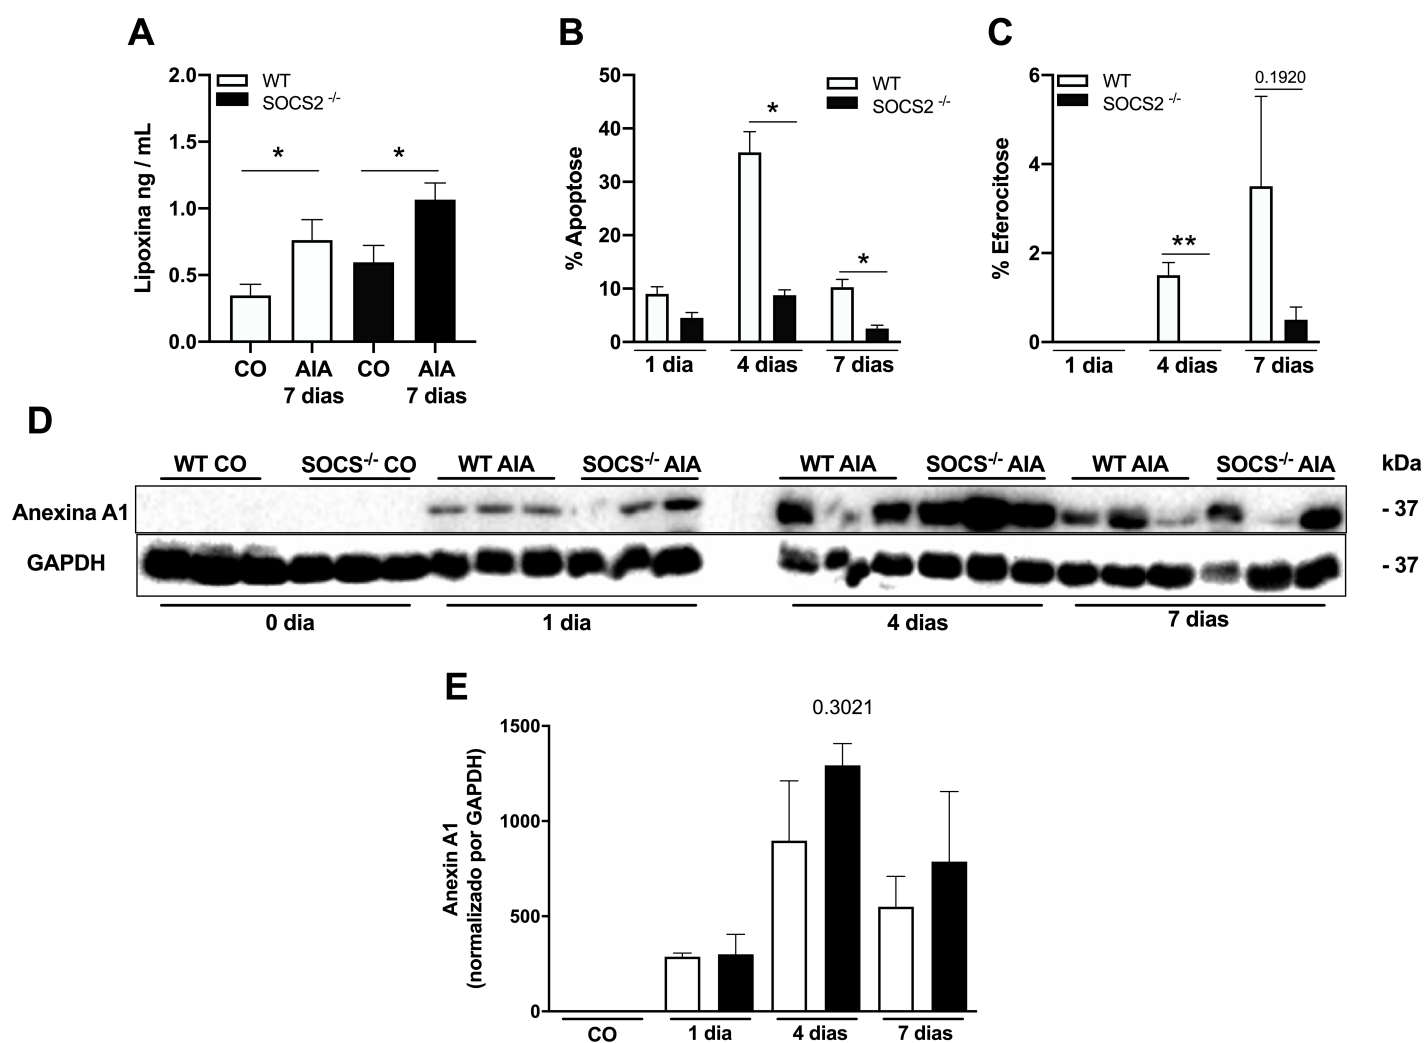 A
B
C
2.0
1.5
1.0
0.5
0.0
Lipoxina ng / mL
WT
SOCS2 -/-
*
*
CO
AIA
CO
AIA
7 dias
7 dias
50
40
30
20
10
0
% Apoptose
WT
SOCS2 -/-
*
*
1 dia
4 dias
7 dias
6
4
2
0
% Eferocitose
WT
SOCS2 -/-
**
0.1920
1 dia
4 dias
7 dias
D
WT CO
SOCS-/- CO
WT AIA
SOCS-/- AIA
WT AIA
SOCS-/- AIA
WT AIA
SOCS-/- AIA
kDa
Anexina A1
- 37
GAPDH
- 37
0 dia
1 dia
4 dias
7 dias
E
0.3021
1500
1000
500
0
Anexin A1
(normalizado por GAPDH)
CO
1 dia
4 dias
7 dias